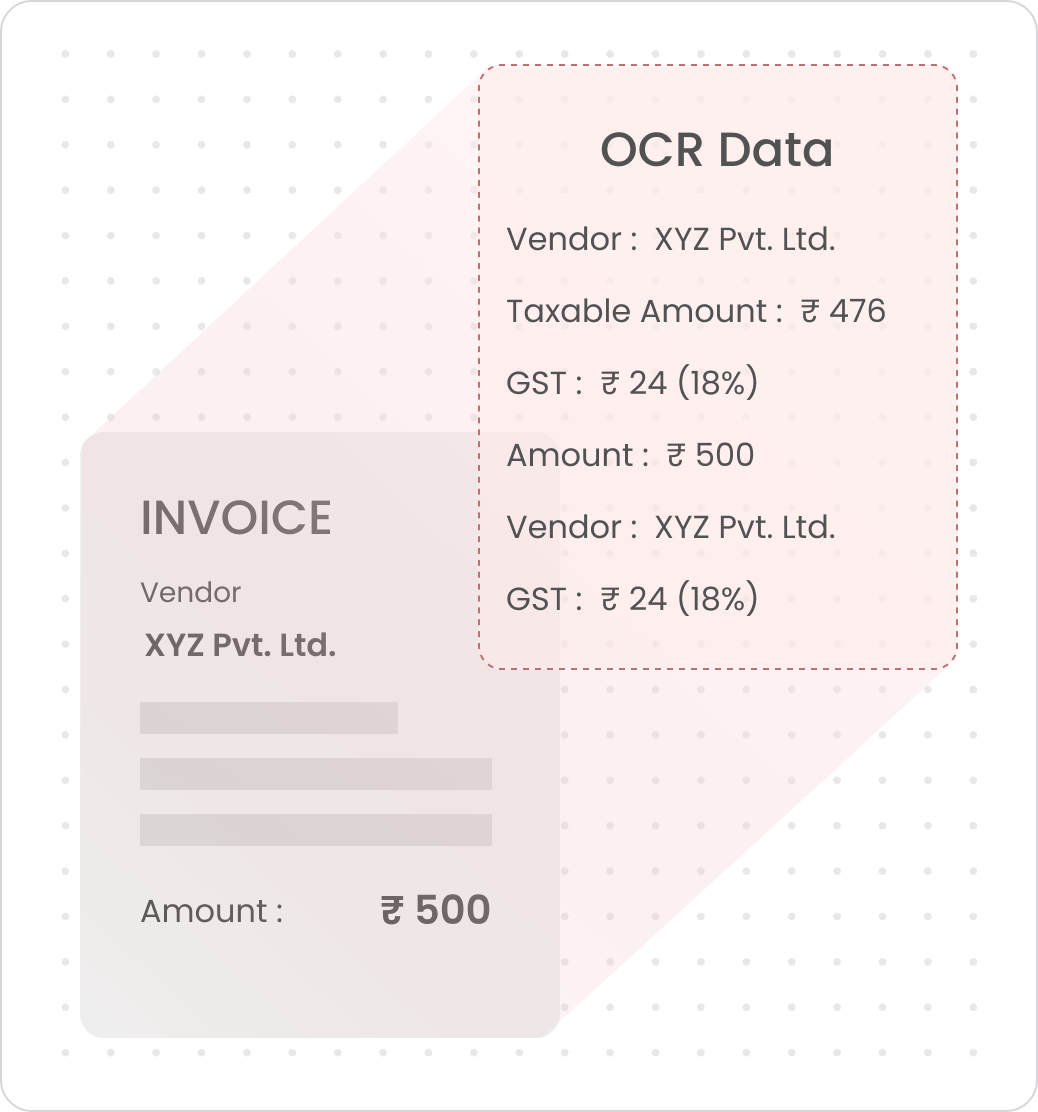 OCR Data
Vendor : XYZ Pvt. Ltd.
Taxable Amount : ₹ 476
GST : ₹ 24 (18%)
Amount : ₹ 500
Vendor : XYZ Pvt. Ltd.
GST : ₹ 24 (18%)
INVOICE
Vendor
XYZ Pvt. Ltd.
Amount : ₹ 500